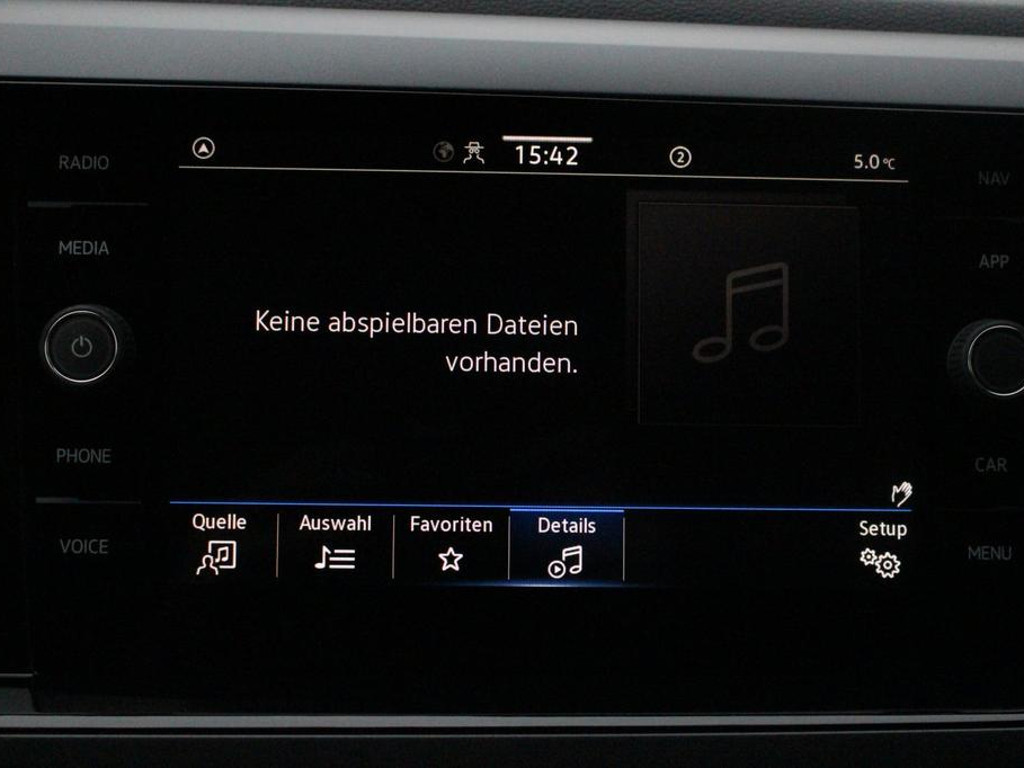 RADIO
MEDIA
PHONE
VOICE
15:42
2
5.0 °C
Keine abspielbaren Dateien
vorhanden.
Quelle
Auswahl
Favoriten
Details
Setup
NAV
APP
CAR
MENU